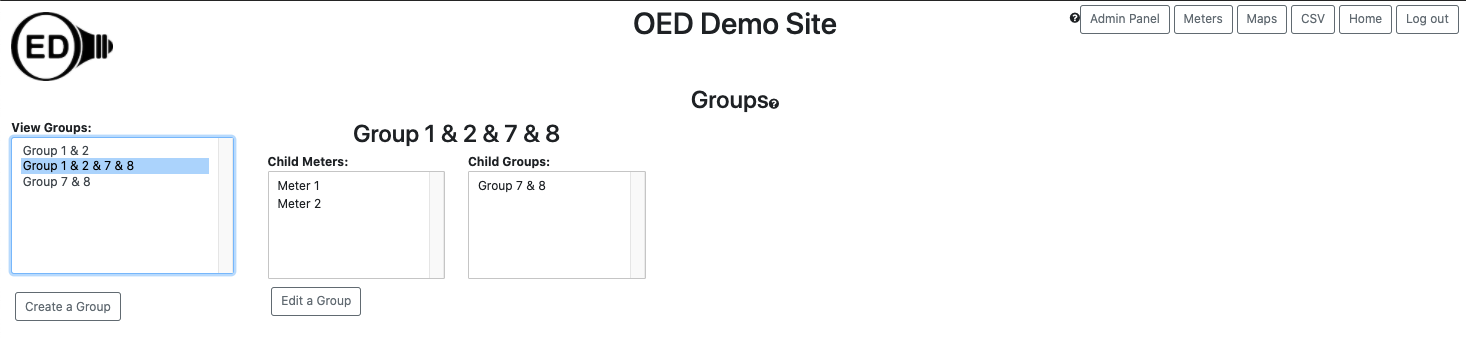 ED
OED Demo Site
? Admin Panel Meters Maps CSV Home Log out
Groups?
View Groups:
Group 1 & 2
Group 1 & 2 & 7 & 8
Group 7 & 8
Create a Group
Group 1 & 2 & 7 & 8
Child Meters:
Meter 1
Meter 2
Edit a Group
Child Groups:
Group 7 & 8